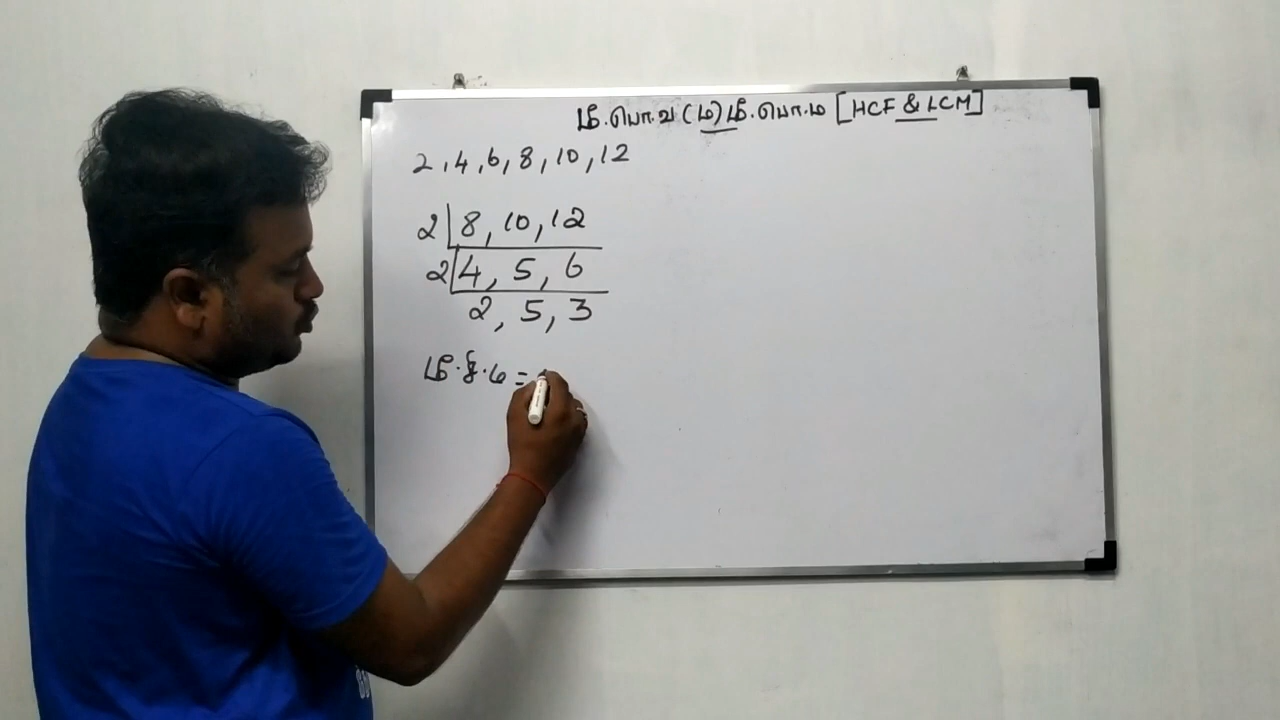 மீ.பொ.வ (ம) மீ.பொ.ம [HCF & LCM]
2, 4, 6, 8, 10, 12
2 8, 10, 12
2 4, 5, 6
2, 5, 3
மீ.சி.ம =